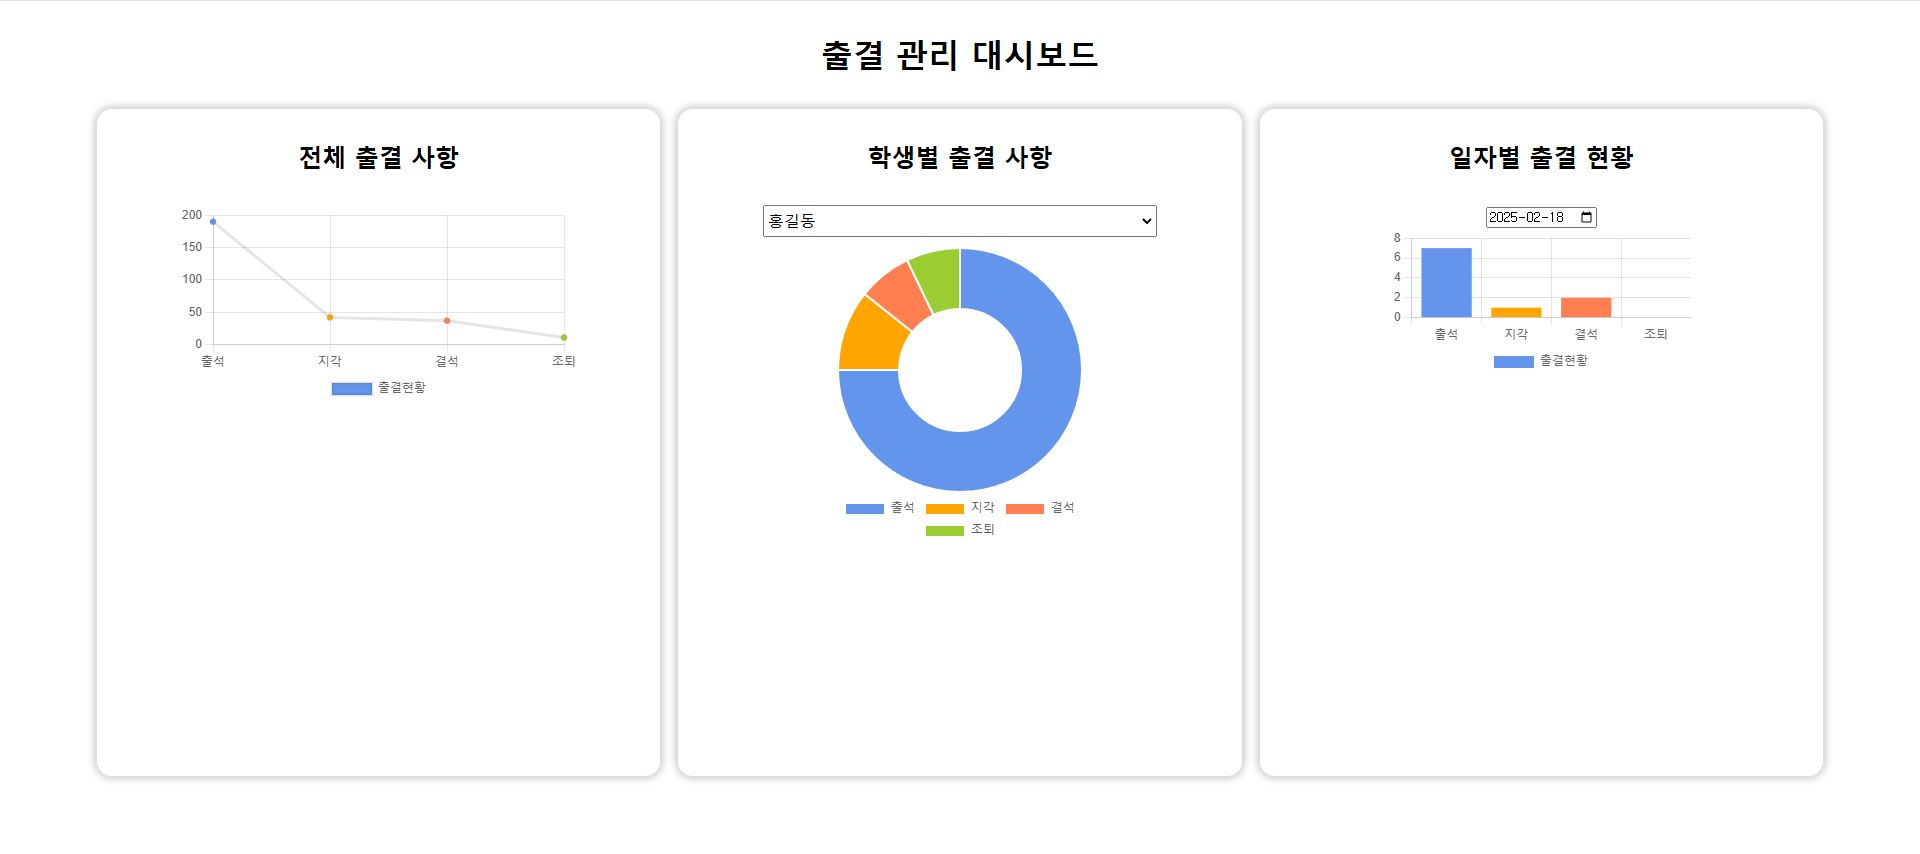 출결 관리 대시보드
전체 출결 사항
200
150
100
50
0
출석 지각 결석 조퇴
출결현황
학생별 출결 사항
홍길동
출석 지각 결석
조퇴
일자별 출결 현황
2025-02-18
8
6
4
2
0
출석 지각 결석 조퇴
출결현황